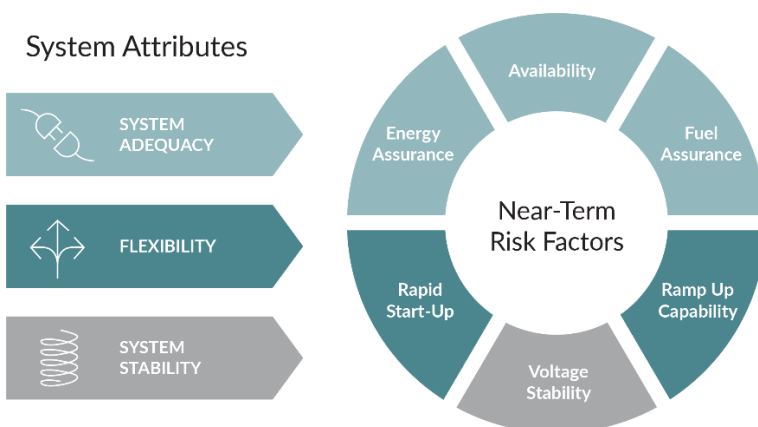 System Attributes
SYSTEM
ADEQUACY
FLEXIBILITY
SYSTEM
STABILITY
Availability
Energy
Assurance
Fuel
Assurance
Near-Term
Risk Factors
Rapid
Start-Up
Ramp Up
Capability
Voltage
Stability